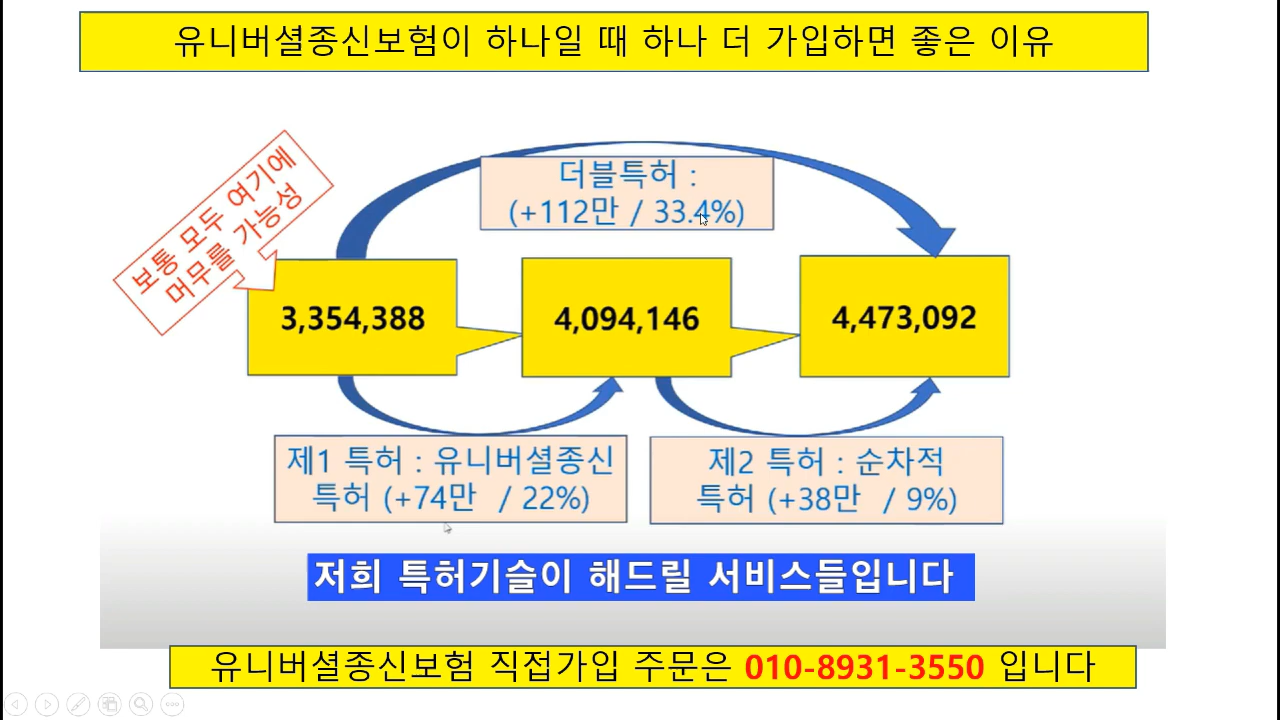 유니버셜종신보험이 하나일 때 하나 더 가입하면 좋은 이유
보통 모두 여기에
머무를 가능성
더블특허 :
(+112만 / 33.4%)
3,354,388
4,094,146
4,473,092
제1 특허 : 유니버셜종신
특허 (+74만 / 22%)
제2 특허 : 순차적
특허 (+38만 / 9%)
저희 특허기슬이 해드릴 서비스들입니다
유니버셜종신보험 직접가입 주문은 010-8931-3550 입니다